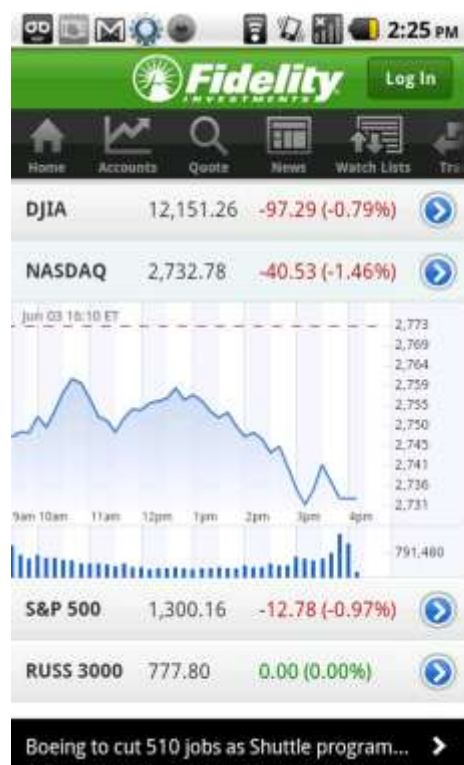 2:25 PM
Fidelity
INVESTMENTS
Log In
Home Accounts Quote News Watch Lists Tra
DJIA 12,151.26 -97.29 (-0.79%)
NASDAQ 2,732.78 -40.53 (-1.46%)
Jun 03 16:10 ET
2,773
2,769
2,764
2,759
2,755
2,750
2,745
2,741
2,736
2,731
9am 10am 11am 12pm 1pm 2pm 3pm 4pm
791,480
S&P 500 1,300.16 -12.78 (-0.97%)
RUSS 3000 777.80 0.00 (0.00%)
Boeing to cut 510 jobs as Shuttle program...